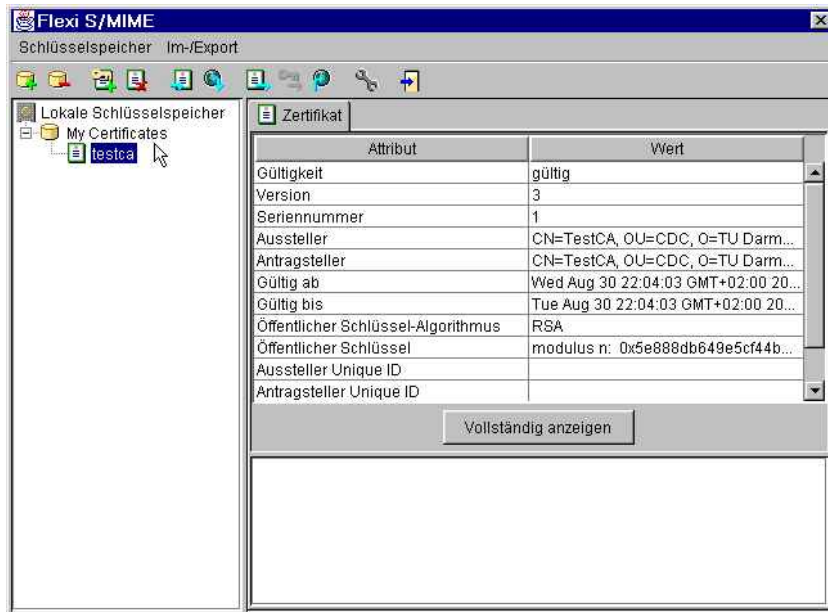 Flexi S/MIME
Schlüsselspeicher Im-/Export
Lokale Schlüsselspeicher
My Certificates
testca
Zertifikat
Attribut Wert
Gültigkeit gültig
Version 3
Seriennummer 1
Aussteller CN=TestCA, OU=CDC, O=TU Darm...
Antragsteller CN=TestCA, OU=CDC, O=TU Darm...
Gültig ab Wed Aug 30 22:04:03 GMT+02:00 20...
Gültig bis Tue Aug 30 22:04:03 GMT+02:00 20...
Öffentlicher Schlüssel-Algorithmus RSA
Öffentlicher Schlüssel modulus n: 0x5e888db649e5cf44b...
Aussteller Unique ID
Antragsteller Unique ID
Vollständig anzeigen